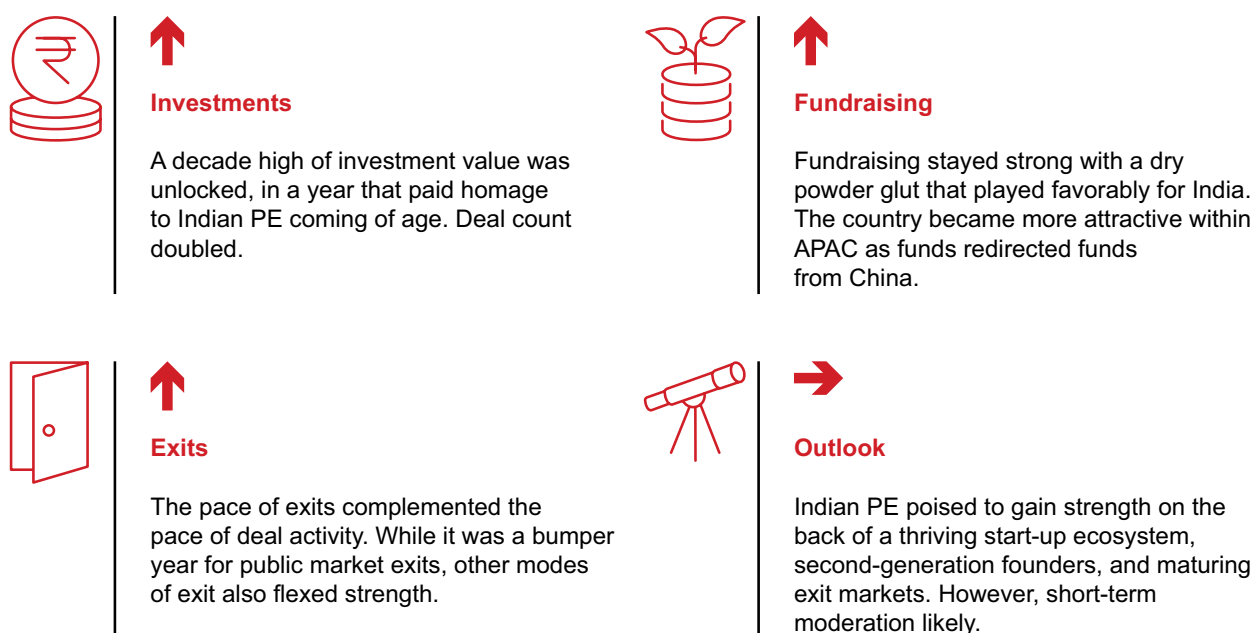 Investments
A decade high of investment value was
unlocked, in a year that paid homage
to Indian PE coming of age. Deal count
doubled.
Fundraising
Fundraising stayed strong with a dry
powder glut that played favorably for India.
The country became more attractive within
APAC as funds redirected funds
from China.
Exits
The pace of exits complemented the
pace of deal activity. While it was a bumper
year for public market exits, other modes
of exit also flexed strength.
Outlook
Indian PE poised to gain strength on the
back of a thriving start-up ecosystem,
second-generation founders, and maturing
exit markets. However, short-term
moderation likely.